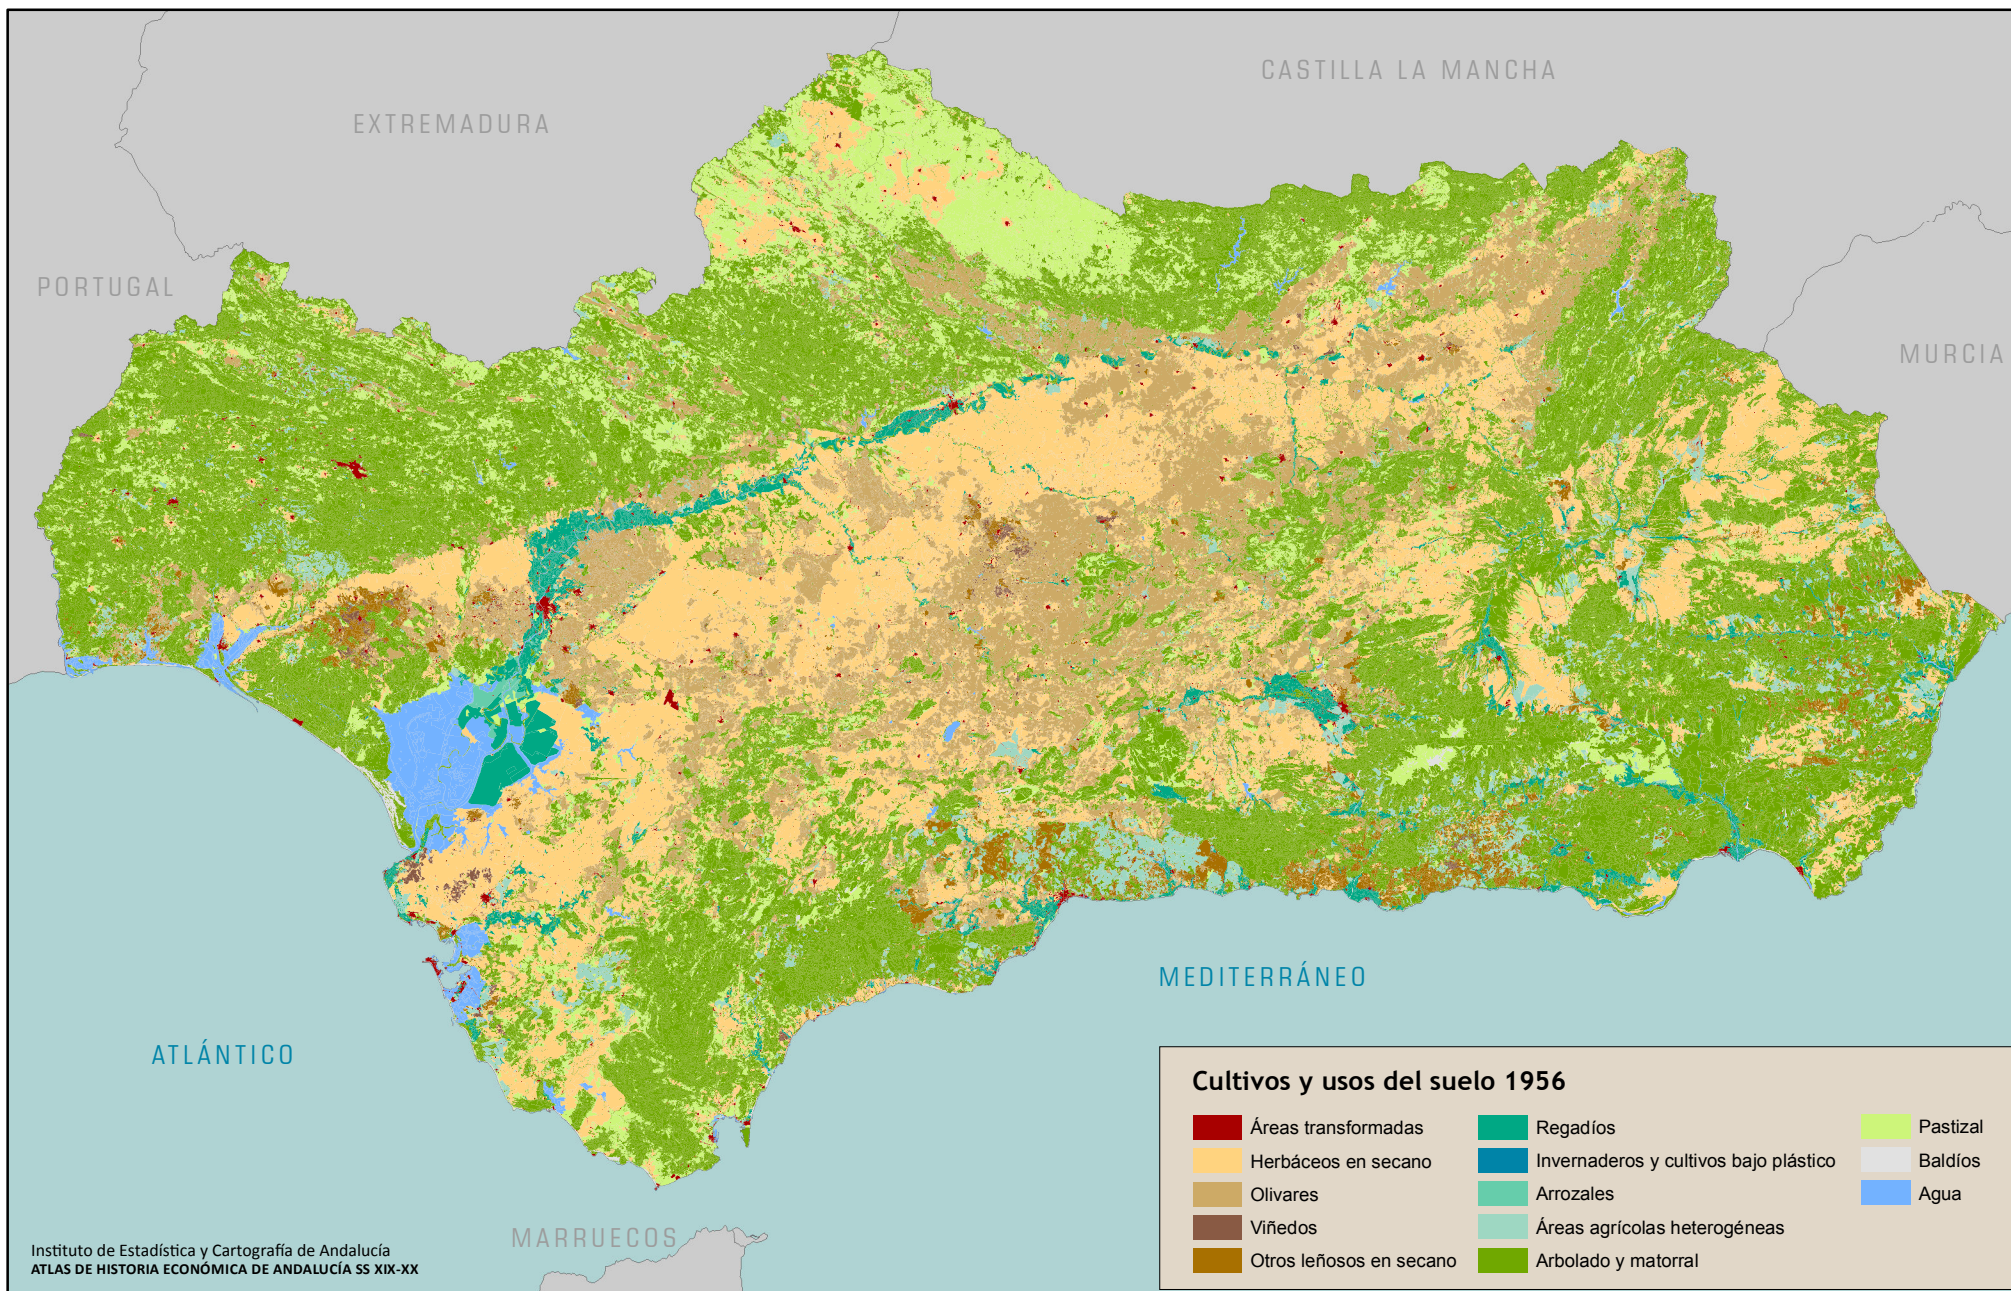 CASTILLA LA MANCHA
EXTREMADURA
PORTUGAL
MURCIA
MEDITERRÁNEO
ATLÁNTICO
MARRUECOS
Cultivos y usos del suelo 1956
Áreas transformadas
Herbáceos en secano
Olivares
Viñedos
Otros leñosos en secano
Regadíos
Invernaderos y cultivos bajo plástico
Arrozales
Áreas agrícolas heterogéneas
Arbolado y matorral
Pastizal
Baldíos
Agua
Instituto de Estadística y Cartografía de Andalucía
ATLAS DE HISTORIA ECONÓMICA DE ANDALUCÍA SS XIX-XX